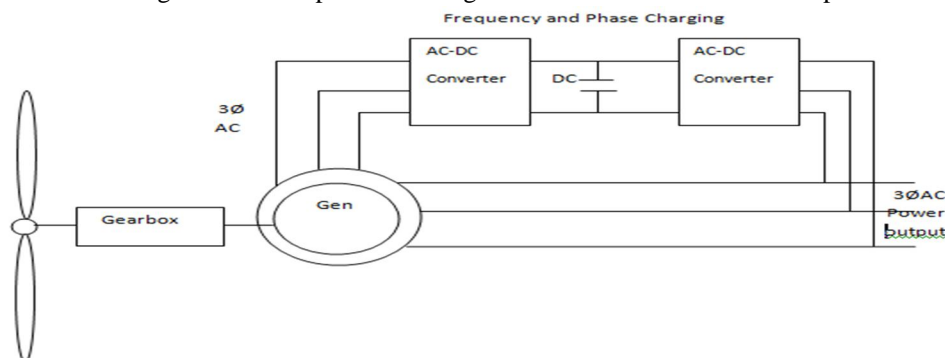 Frequency and Phase Charging
AC-DC
Converter
DC
AC-DC
Converter
3Ø
AC
Gen
Gearbox
3ØAC
Power
output